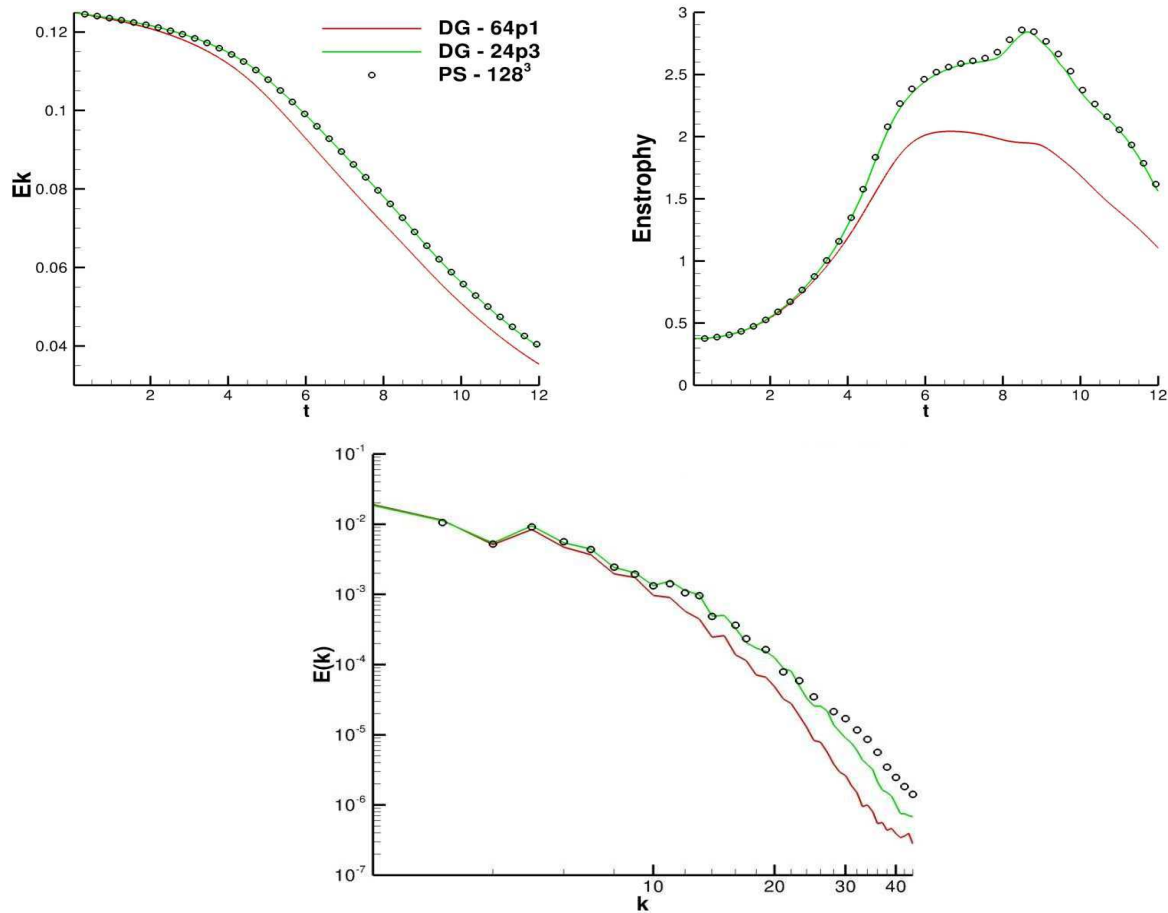 DG - 64p1
DG - 24p3
PS - 128³
0.12
0.1
0.08
0.06
0.04
Ek
2 4 6 8 10 12
t
3
2.5
2
1.5
1
0.5
0
Enstrophy
2 4 6 8 10 12
t
10⁻¹
10⁻²
10⁻³
10⁻⁴
10⁻⁵
10⁻⁶
10⁻⁷
E(k)
10 20 30 40
k